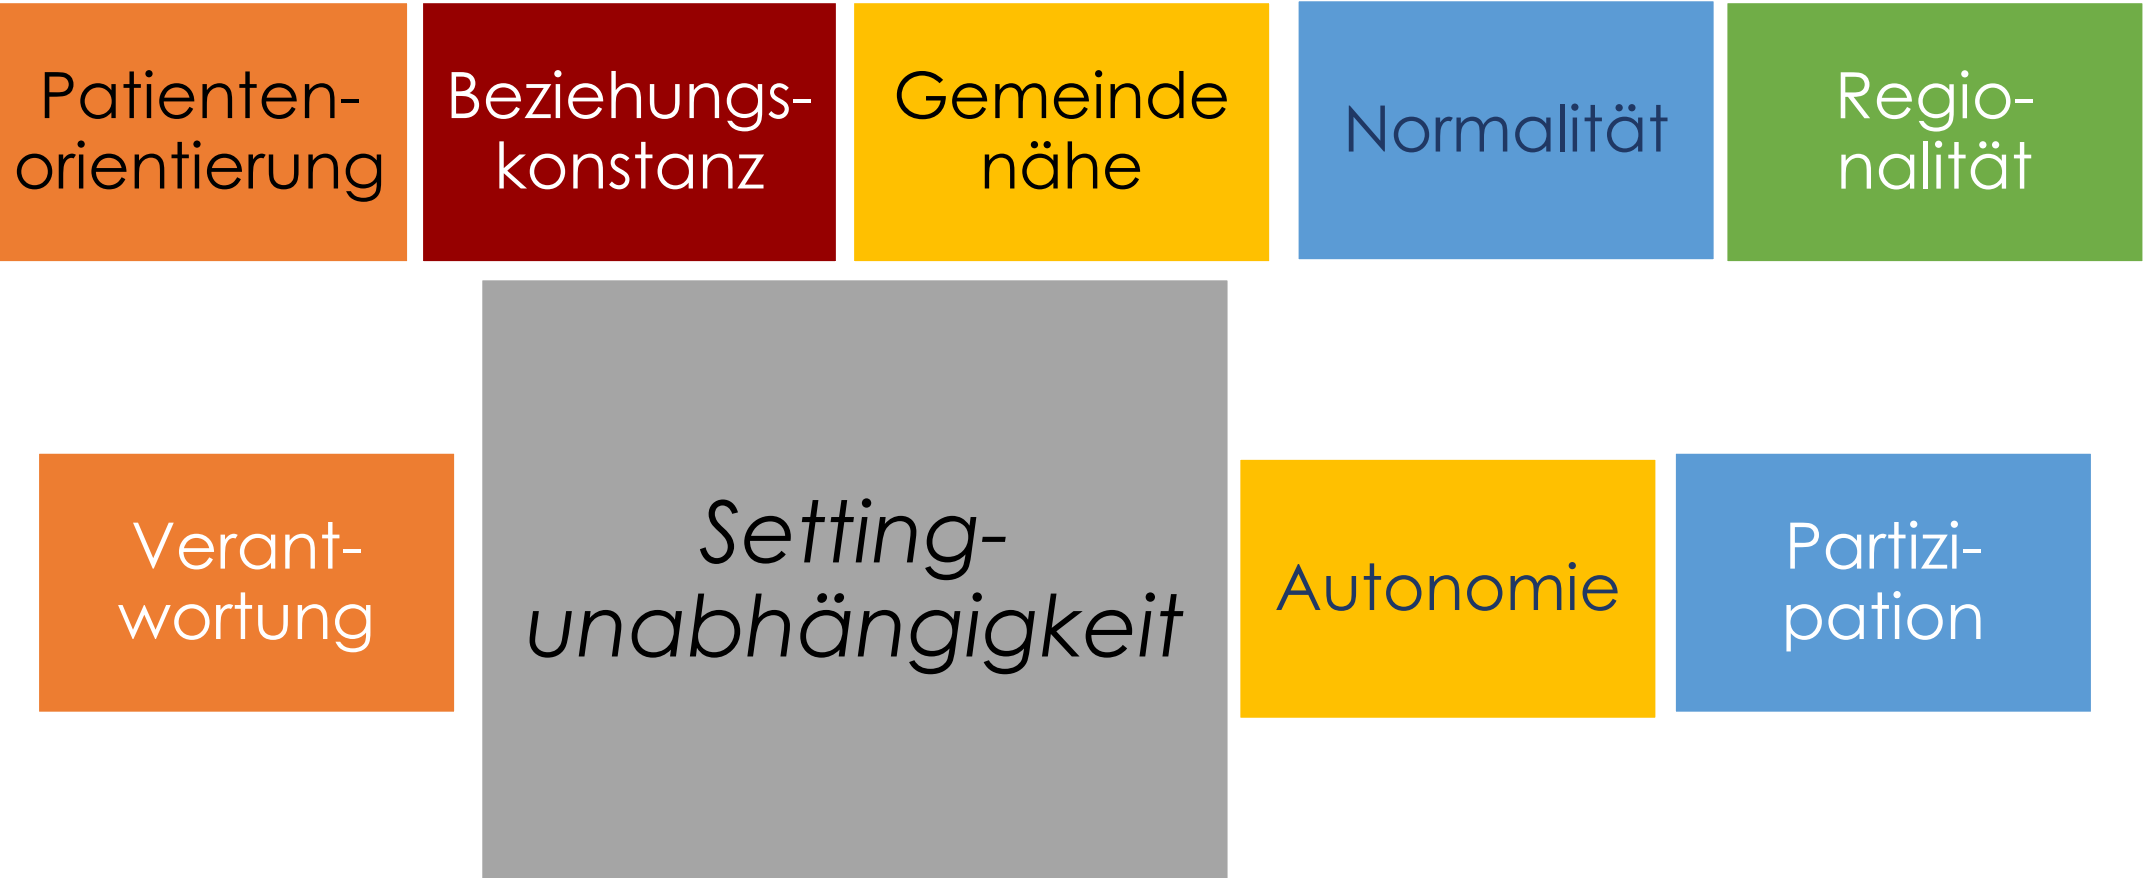 Patienten-
orientierung
Beziehungs-
konstanz
Gemeinde
nähe
Normalität
Regio-
nalität
Verant-
wortung
Setting-
unabhängigkeit
Autonomie
Partizi-
pation